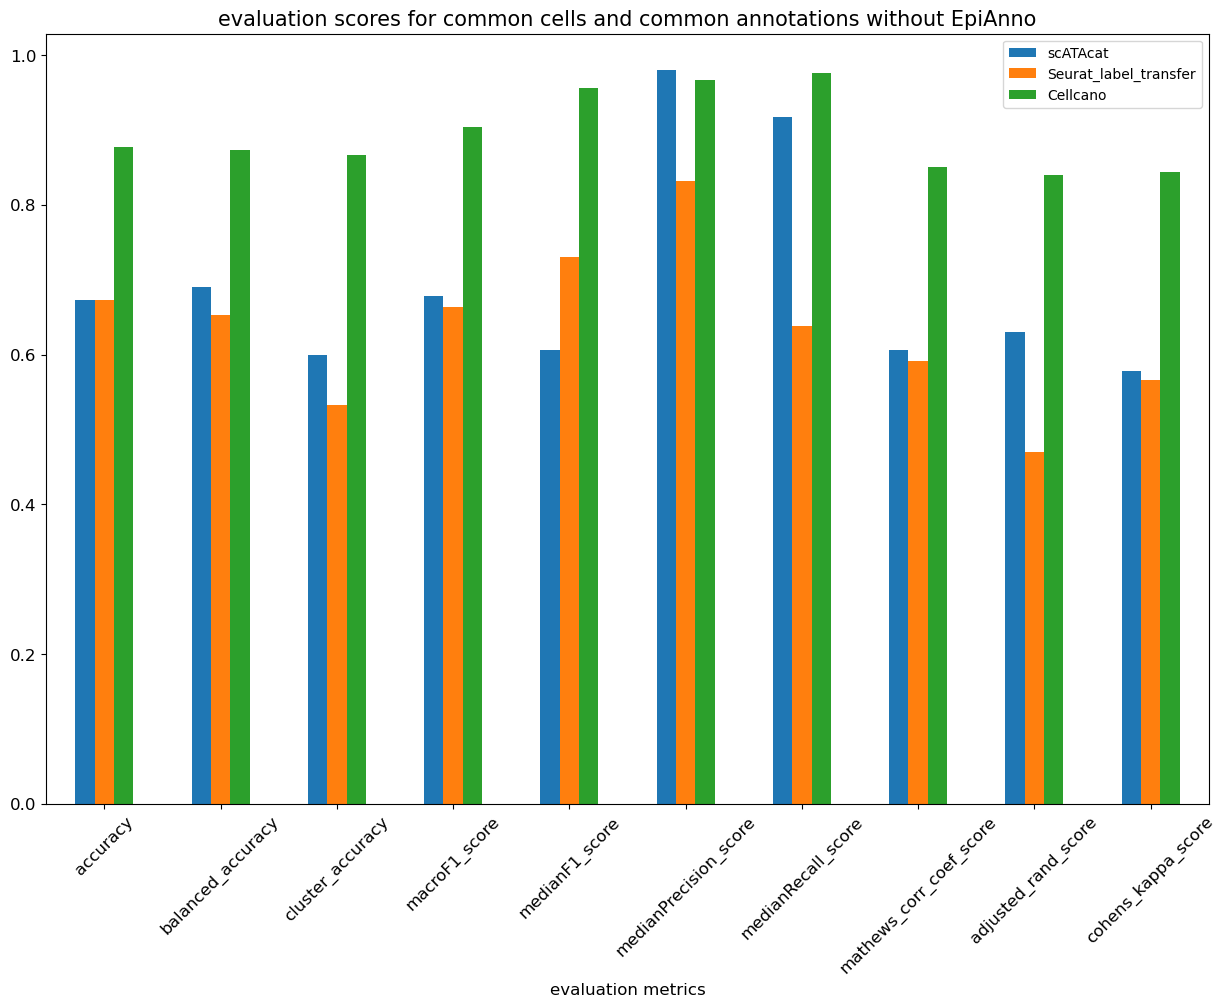 evaluation scores for common cells and common annotations without EpiAnno
scATAcat
Seurat_label_transfer
Cellcano
1.0
0.8
0.6
0.4
0.2
0.0
accuracy
balanced_accuracy
cluster_accuracy
macroF1_score
medianF1_score
medianPrecision_score
medianRecall_score
mathews_corr_coef_score
adjusted_rand_score
cohens_kappa_score
evaluation metrics